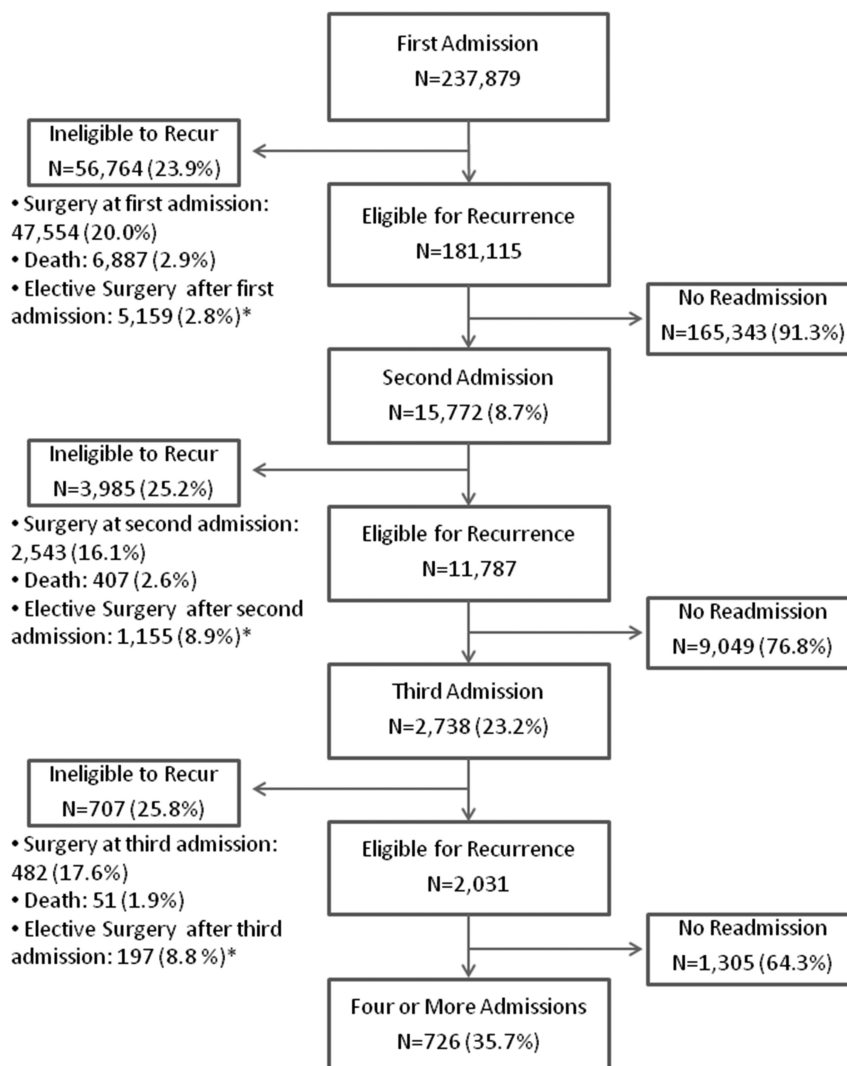 First Admission
N=237,879
Ineligible to Recur
N=56,764 (23.9%)
• Surgery at first admission:
47,554 (20.0%)
• Death: 6,887 (2.9%)
• Elective Surgery after first
admission: 5,159 (2.8%)*
Eligible for Recurrence
N=181,115
No Readmission
N=165,343 (91.3%)
Second Admission
N=15,772 (8.7%)
Ineligible to Recur
N=3,985 (25.2%)
• Surgery at second admission:
2,543 (16.1%)
• Death: 407 (2.6%)
• Elective Surgery after second
admission: 1,155 (8.9%)*
Eligible for Recurrence
N=11,787
No Readmission
N=9,049 (76.8%)
Third Admission
N=2,738 (23.2%)
Ineligible to Recur
N=707 (25.8%)
• Surgery at third admission:
482 (17.6%)
• Death: 51 (1.9%)
• Elective Surgery after third
admission: 197 (8.8 %)*
Eligible for Recurrence
N=2,031
No Readmission
N=1,305 (64.3%)
Four or More Admissions
N=726 (35.7%)